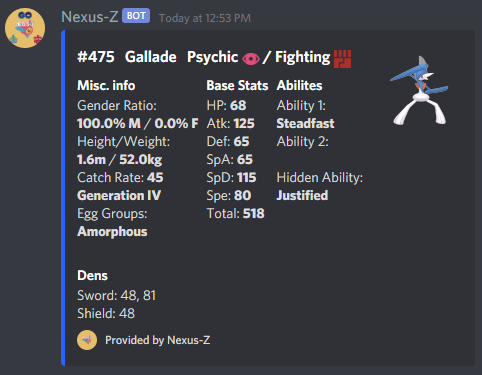 Nexus-Z BOT Today at 12:53 PM
#475 Gallade Psychic / Fighting
Misc. info
Gender Ratio:
100.0% M / 0.0% F
Height/Weight:
1.6m / 52.0kg
Catch Rate: 45
Generation IV
Egg Groups:
Amorphous
Base Stats
HP: 68
Atk: 125
Def: 65
SpA: 65
SpD: 115
Spe: 80
Total: 518
Abilites
Ability 1:
Steadfast
Ability 2:
Hidden Ability:
Justified
Dens
Sword: 48, 81
Shield: 48
Provided by Nexus-Z